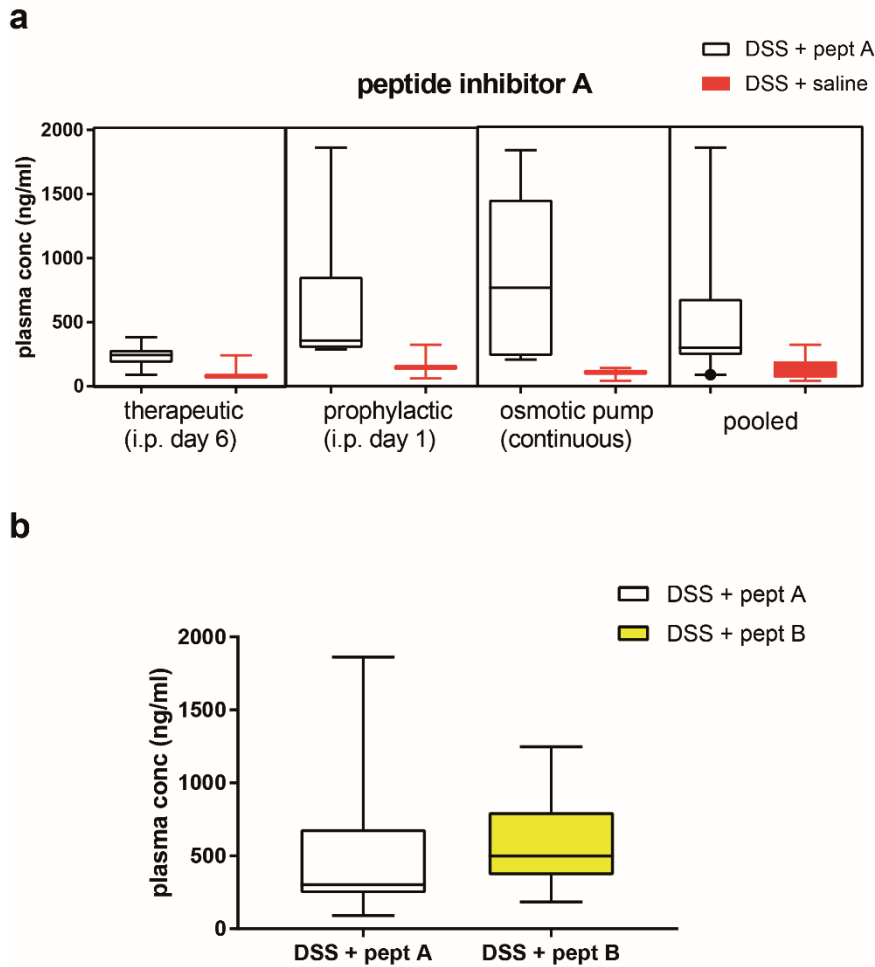 a
DSS + pept A
DSS + saline
peptide inhibitor A
plasma conc (ng/ml)
2000
1500
1000
500
0
therapeutic
(i.p. day 6)
prophylactic
(i.p. day 1)
osmotic pump
(continuous)
pooled
b
DSS + pept A
DSS + pept B
plasma conc (ng/ml)
2000
1500
1000
500
0
DSS + pept A
DSS + pept B